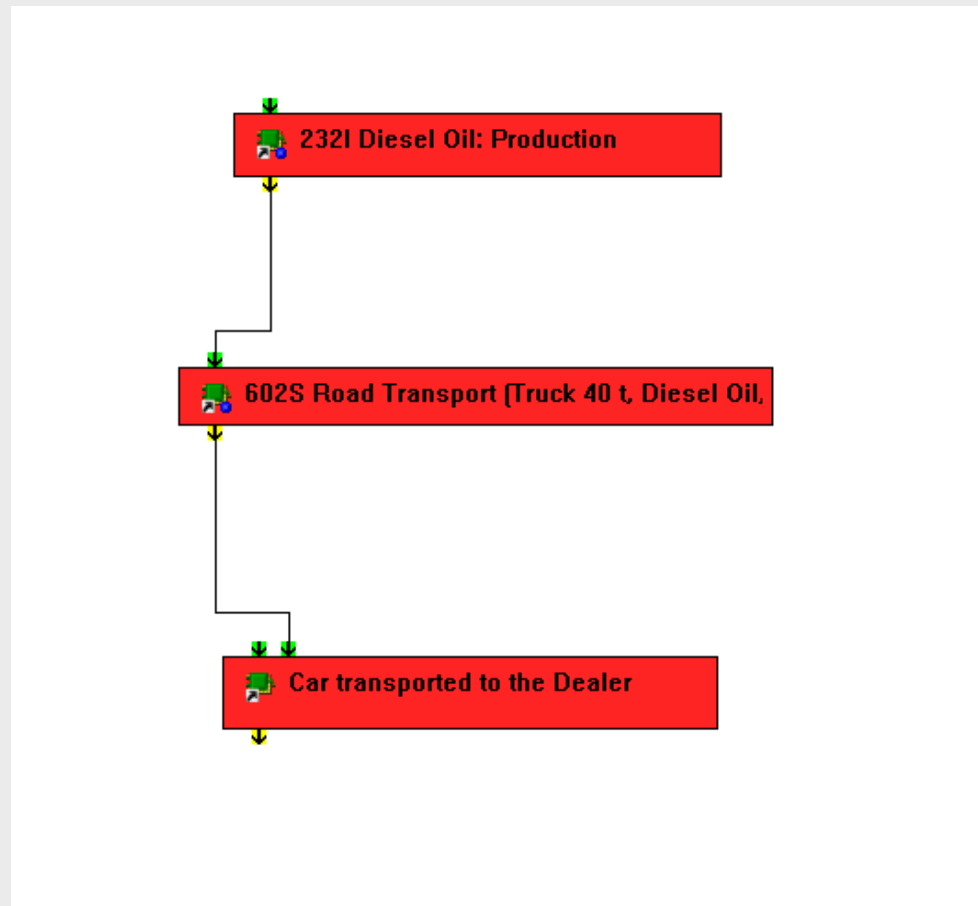 232I Diesel Oil: Production
602S Road Transport (Truck 40 t, Diesel Oil,
Car transported to the Dealer